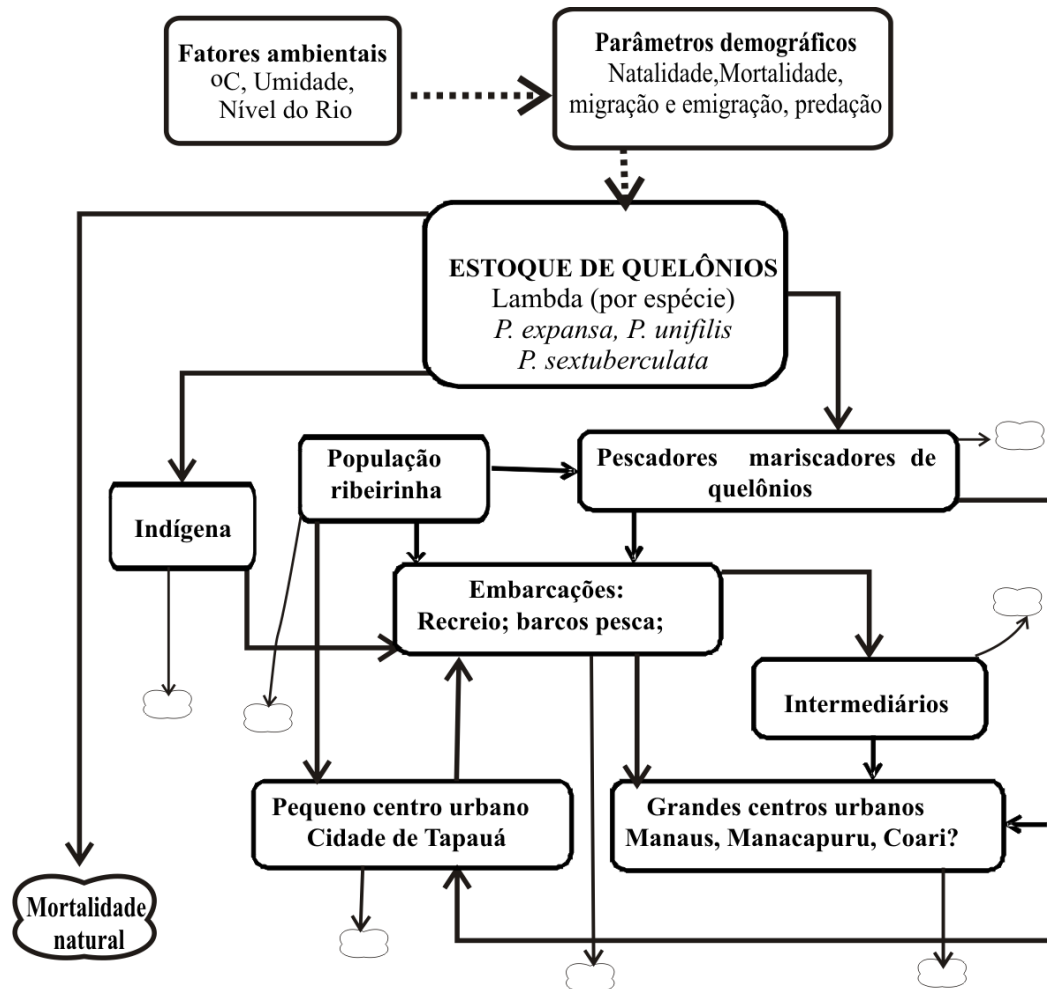 Fatores ambientais
ºC, Umidade,
Nível do Rio
Parâmetros demográficos
Natalidade,Mortalidade,
migração e emigração, predação
ESTOQUE DE QUELÔNIOS
Lambda (por espécie)
P. expansa, P. unifilis
P. sextuberculata
População
ribeirinha
Pescadores mariscadores de
quelônios
Indígena
Embarcações:
Recreio; barcos pesca;
Intermediários
Pequeno centro urbano
Cidade de Tapauá
Grandes centros urbanos
Manaus, Manacapuru, Coari?
Mortalidade
natural